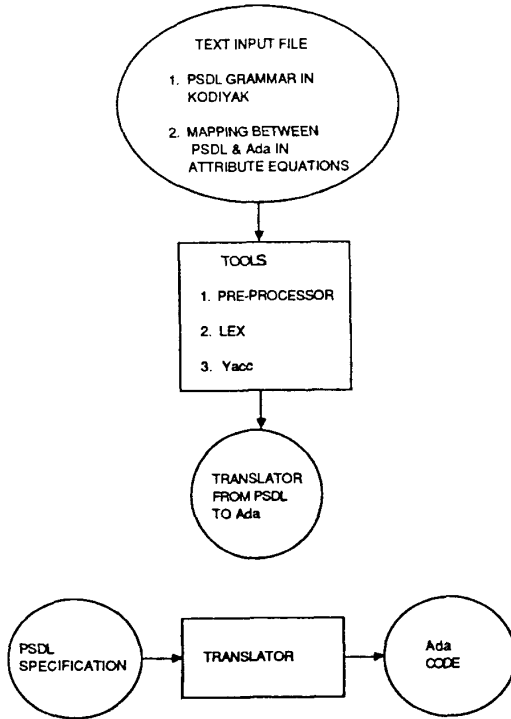 TEXT INPUT FILE
1. PSDL GRAMMAR IN
KODIYAK
2. MAPPING BETWEEN
PSDL & Ada IN
ATTRIBUTE EQUATIONS
TOOLS
1. PRE-PROCESSOR
2. LEX
3. Yacc
TRANSLATOR
FROM PSDL
TO Ada
PSDL
SPECIFICATION
TRANSLATOR
Ada
CODE